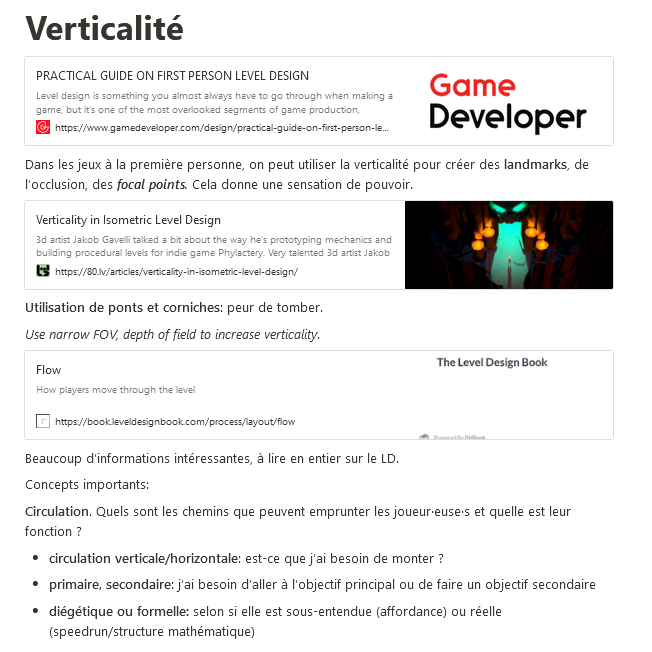 Verticalité
PRACTICAL GUIDE ON FIRST PERSON LEVEL DESIGN
Level design is something you almost always have to go through when making a
game, but it's one of the most overlooked segments of game production,
https://www.gamedeveloper.com/design/practical-guide-on-first-person-le...
Game
Developer
Dans les jeux à la première personne, on peut utiliser la verticalité pour créer des landmarks, de
l'occlusion, des focal points. Cela donne une sensation de pouvoir.
Verticality in Isometric Level Design
3d artist Jakob Gavelli talked a bit about the way he's prototyping mechanics and
building procedural levels for indie game Phylactery. Very talented 3d artist Jakob
https://80.lv/articles/verticality-in-isometric-level-design/
Utilisation de ponts et corniches: peur de tomber.
Use narrow FOV, depth of field to increase verticality.
Flow
How players move through the level
https://book.leveldesignbook.com/process/layout/flow
The Level Design Book
Powered By GitBook
Beaucoup d'informations intéressantes, à lire en entier sur le LD.
Concepts importants:
Circulation. Quels sont les chemins que peuvent emprunter les joueur·euse·s et quelle est leur
fonction ?
• circulation verticale/horizontale: est-ce que j'ai besoin de monter ?
• primaire, secondaire: j'ai besoin d'aller à l'objectif principal ou de faire un objectif secondaire
• diégétique ou formelle: selon si elle est sous-entendue (affordance) ou réelle
(speedrun/structure mathématique)